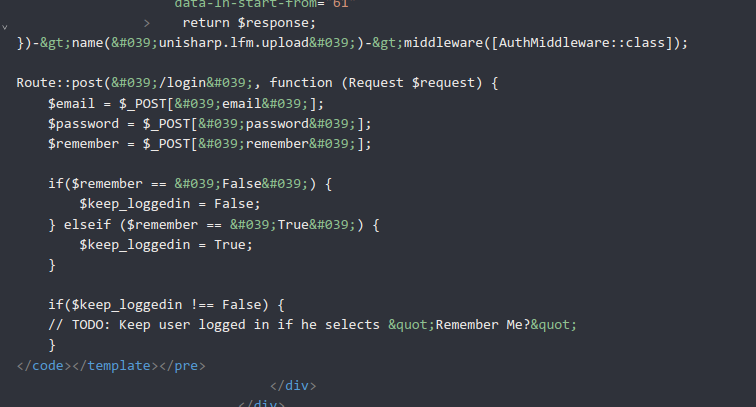 data-ln-start-from="61"
> return $response;
})-&gt;name(&#039;unisharp.lfm.upload&#039;)-&gt;middleware([AuthMiddleware::class]);
Route::post(&#039;/login&#039;, function (Request $request) {
$email = $_POST[&#039;email&#039;];
$password = $_POST[&#039;password&#039;];
$remember = $_POST[&#039;remember&#039;];
if($remember == &#039;False&#039;) {
$keep_loggedin = False;
} elseif ($remember == &#039;True&#039;) {
$keep_loggedin = True;
}
if($keep_loggedin !== False) {
// TODO: Keep user logged in if he selects &quot;Remember Me?&quot;
}
</code></template></pre>
</div>
</div>